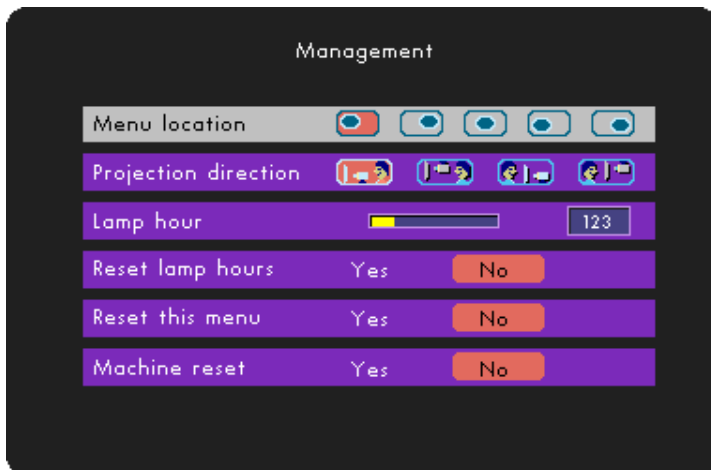 Management
Menu location
Projection direction
Lamp hour 123
Reset lamp hours Yes No
Reset this menu Yes No
Machine reset Yes No